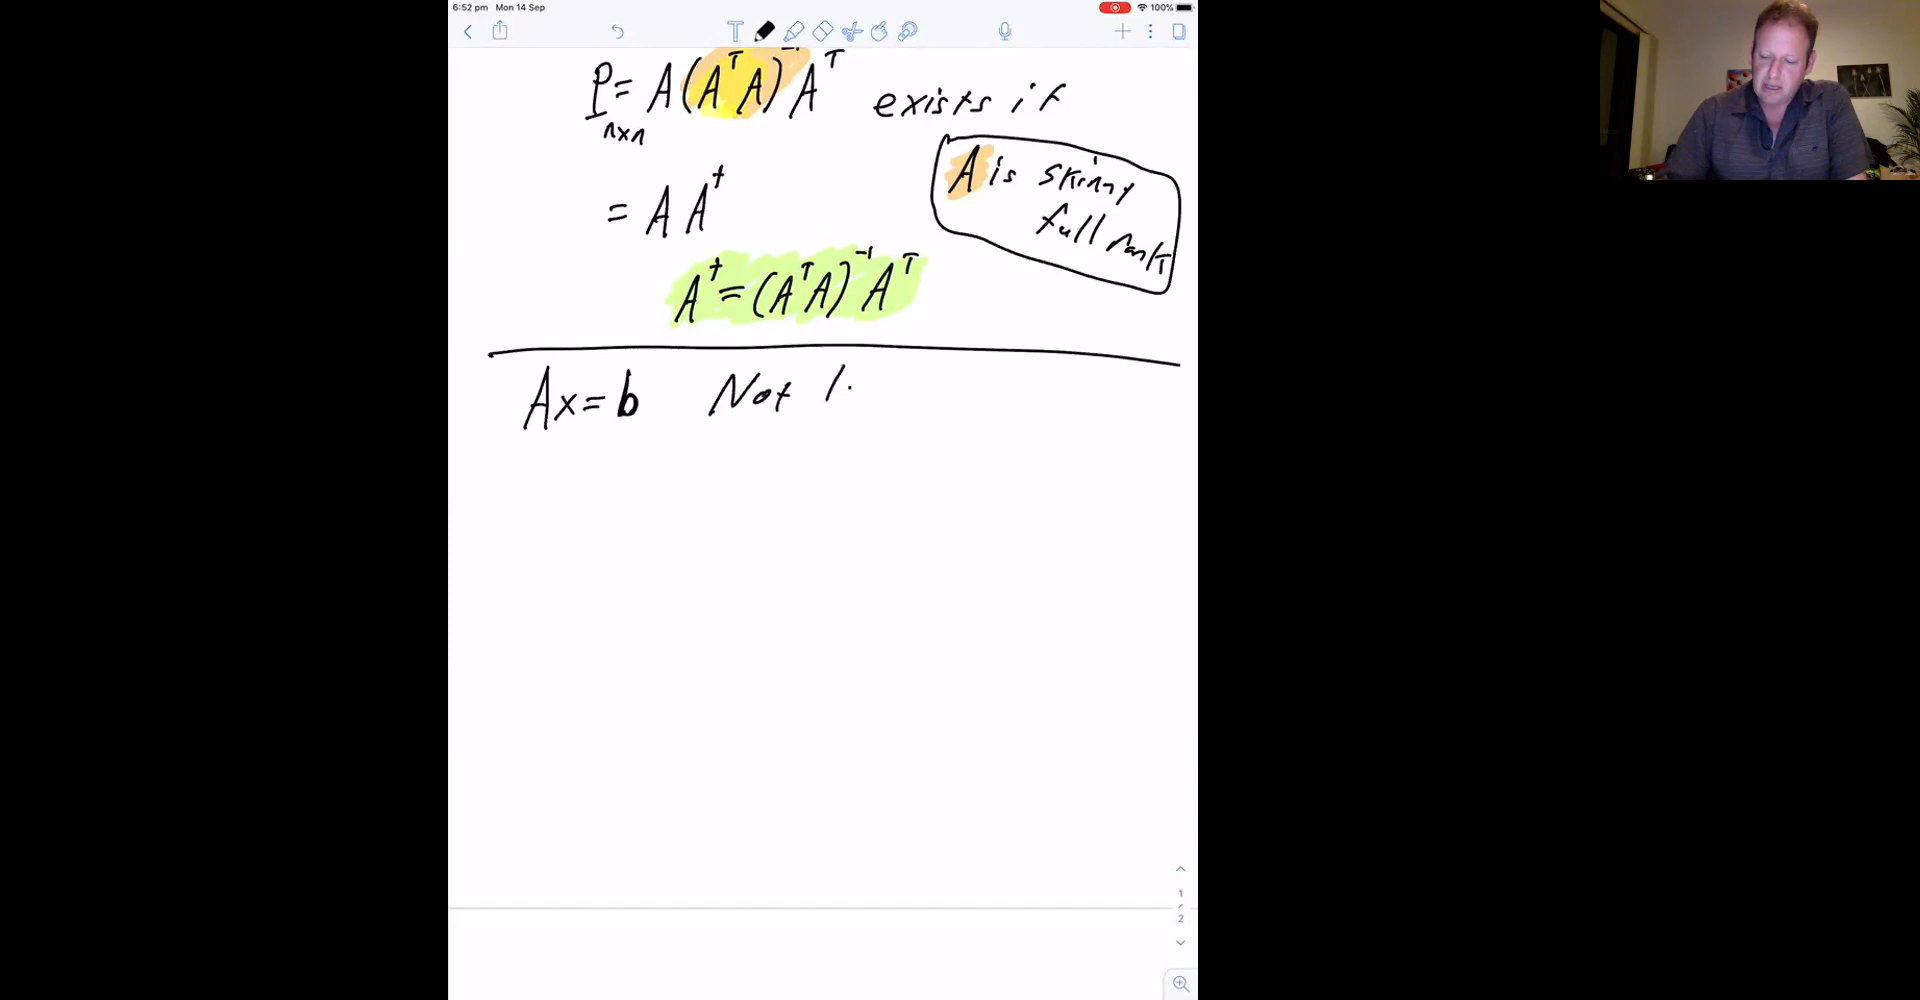 6:52 pm Mon 14 Sep
100%
P = A(AᵀA)⁻¹Aᵀ exists if
n×n
A is skinny
full rank
= A A†
A† = (AᵀA)⁻¹Aᵀ
Ax = b Not
1
2